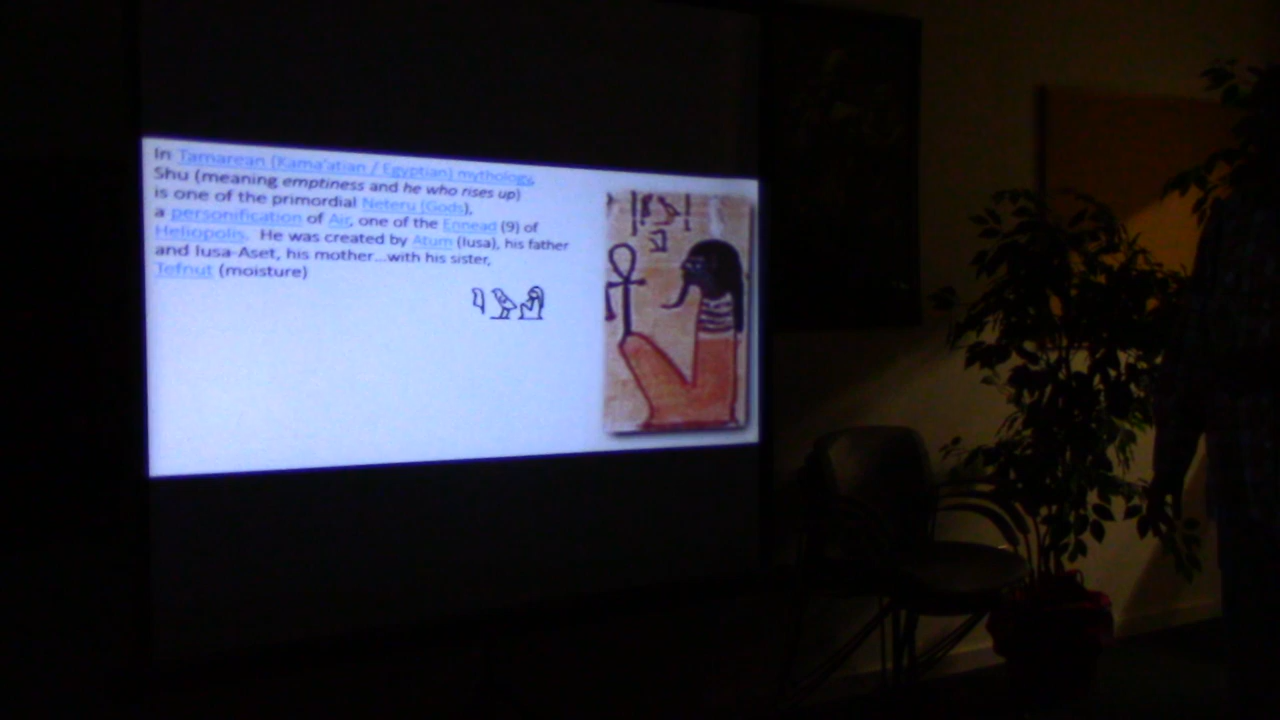 In Tamarean (Kama'atian / Egyptian) mythology,
Shu (meaning emptiness and he who rises up)
is one of the primordial Neteru (Gods),
a personification of Air, one of the Ennead (9) of
Heliopolis. He was created by Atum (Iusa), his father
and Iusa-Aset, his mother...with his sister,
Tefnut (moisture)